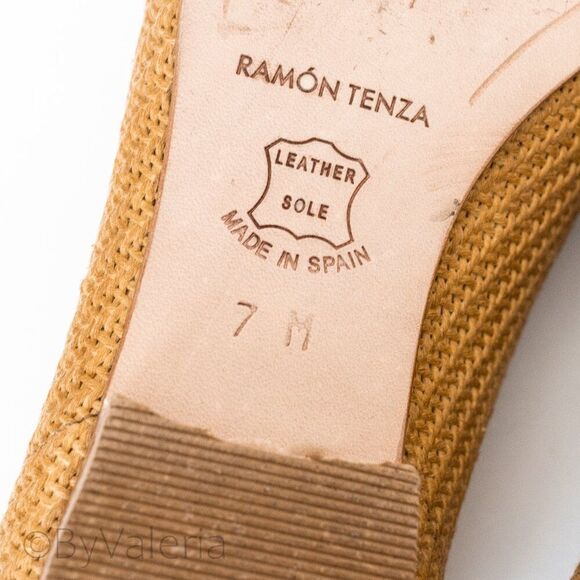 RAMÓN TENZA
LEATHER
SOLE
MADE IN SPAIN
7 M
©ByValeria